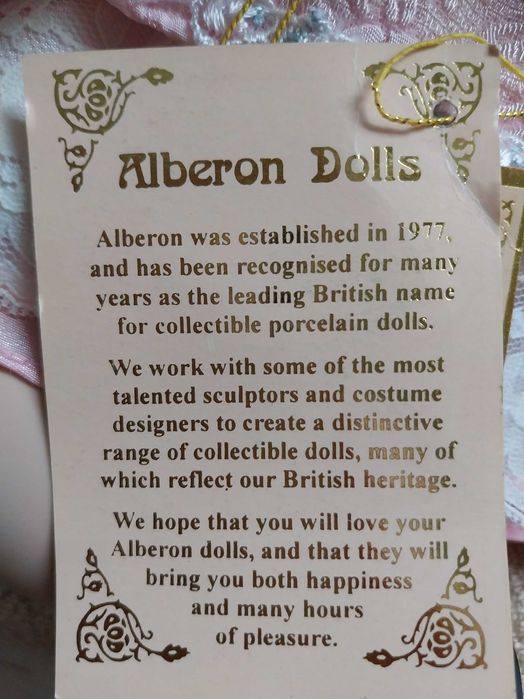 Alberon Dolls
Alberon was established in 1977,
and has been recognised for many
years as the leading British name
for collectible porcelain dolls.
We work with some of the most
talented sculptors and costume
designers to create a distinctive
range of collectible dolls, many of
which reflect our British heritage.
We hope that you will love your
Alberon dolls, and that they will
bring you both happiness
and many hours
of pleasure.